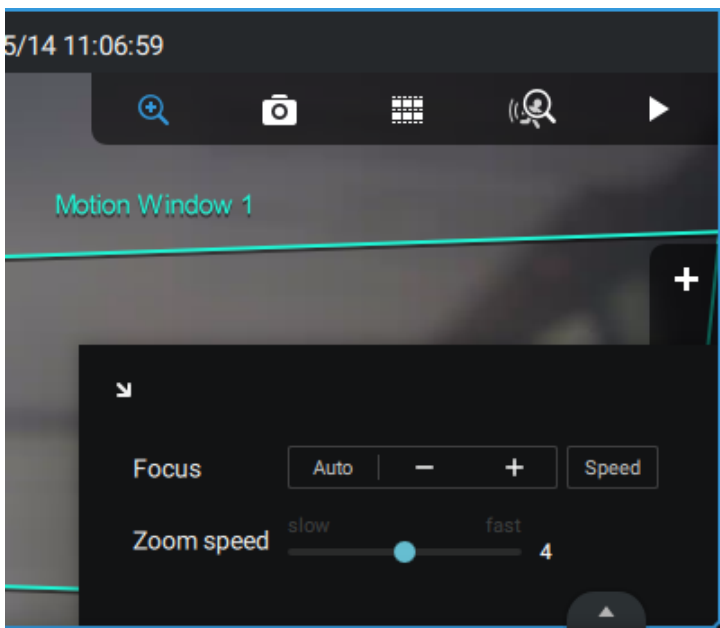 5/14 11:06:59
Motion Window 1
Focus Auto − + Speed
slow fast
Zoom speed 4